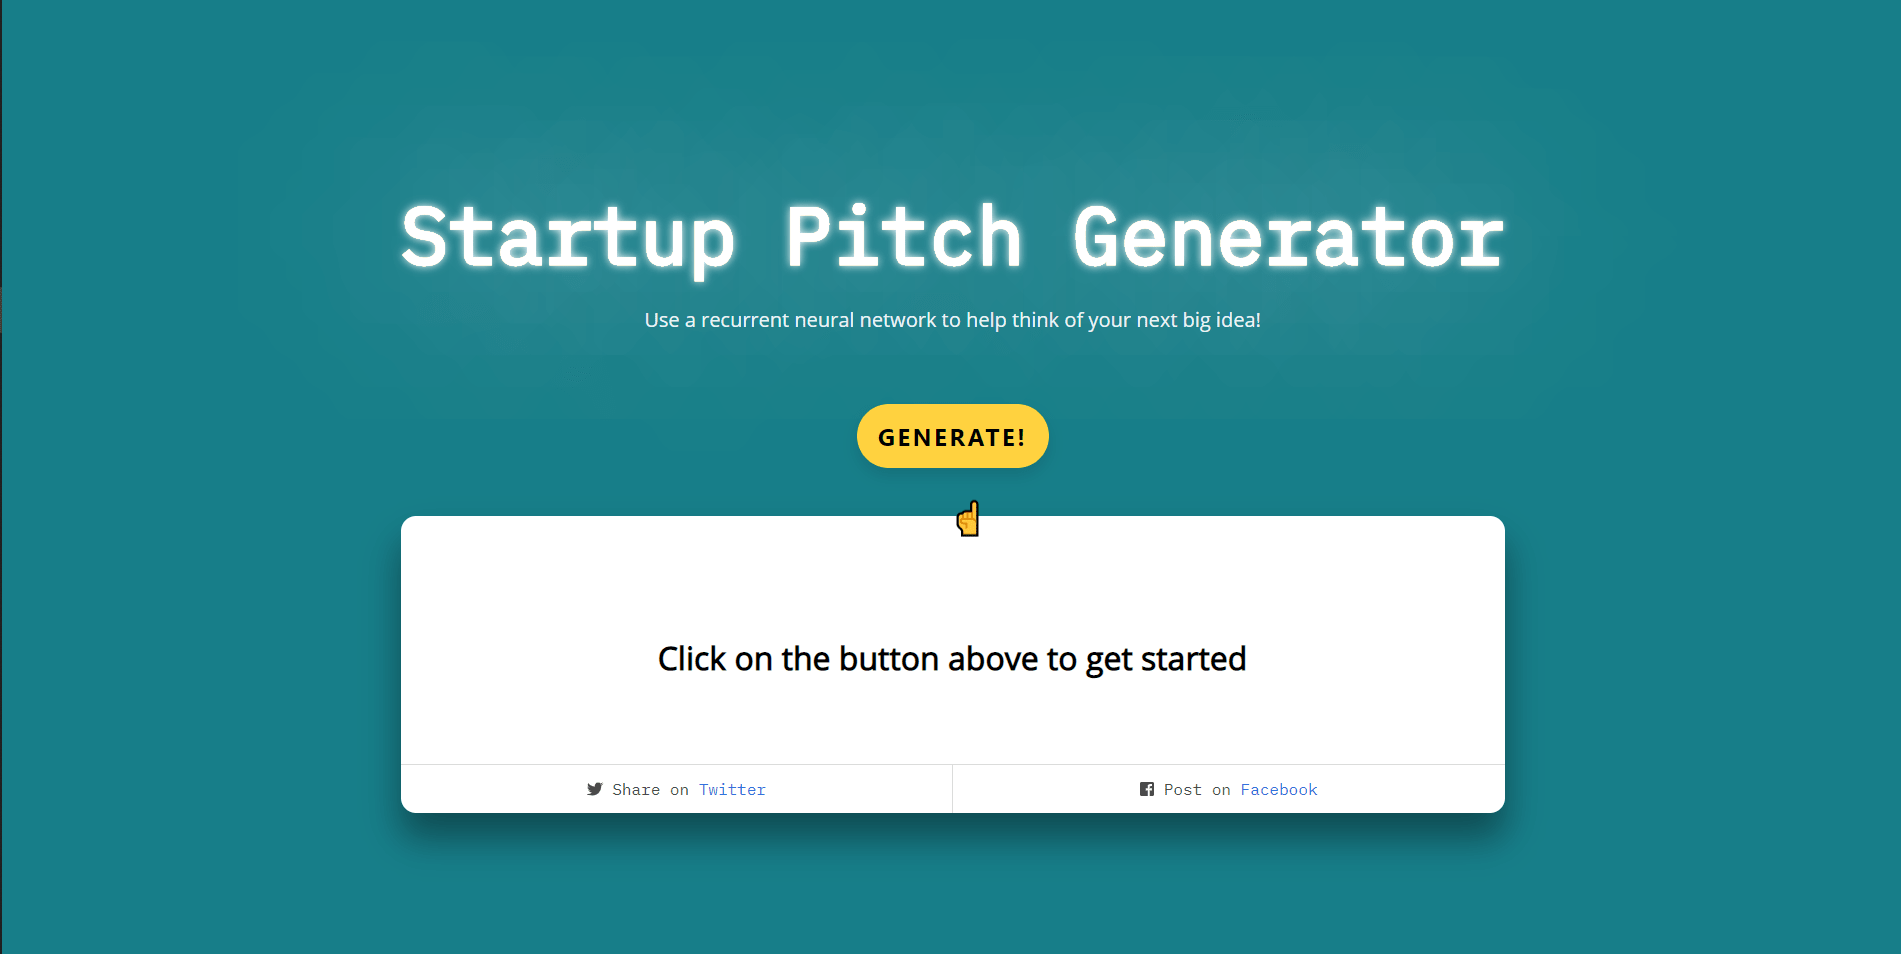 Startup Pitch Generator
Use a recurrent neural network to help think of your next big idea!
GENERATE!
Click on the button above to get started
Share on Twitter
Post on Facebook